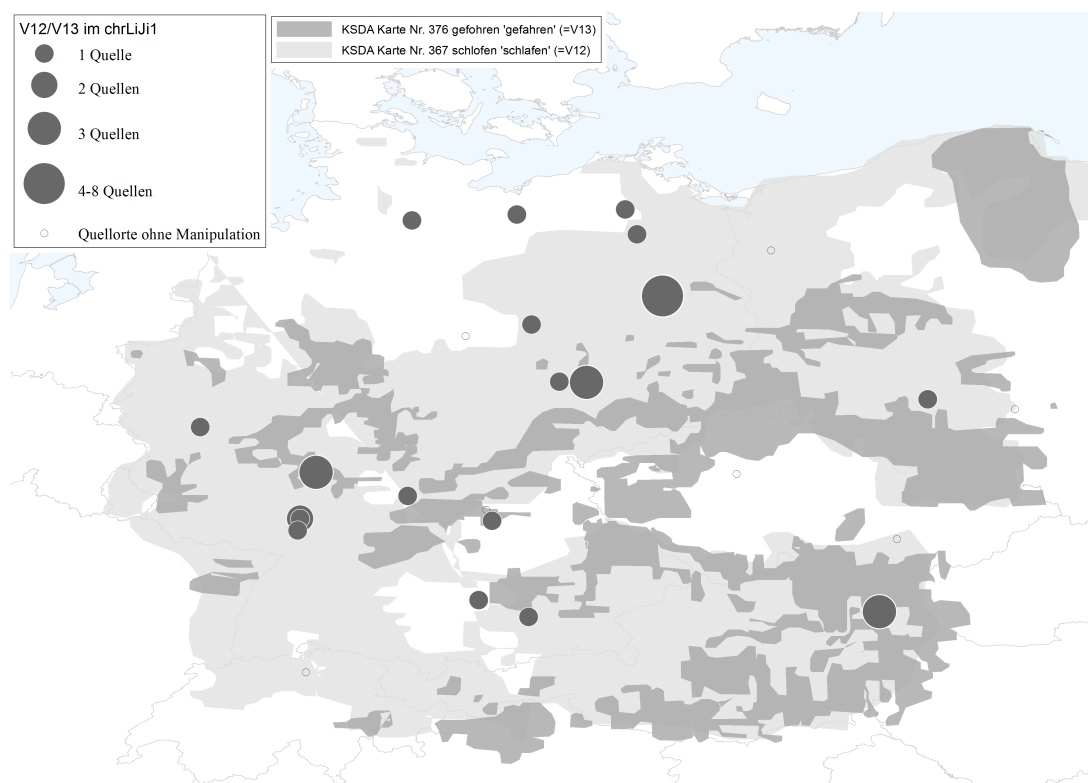 V12/V13 im chrLiJi1
1 Quelle
2 Quellen
3 Quellen
4-8 Quellen
Quellorte ohne Manipulation
KSDA Karte Nr. 376 gefohren 'gefahren' (=V13)
KSDA Karte Nr. 367 schlofen 'schlafen' (=V12)